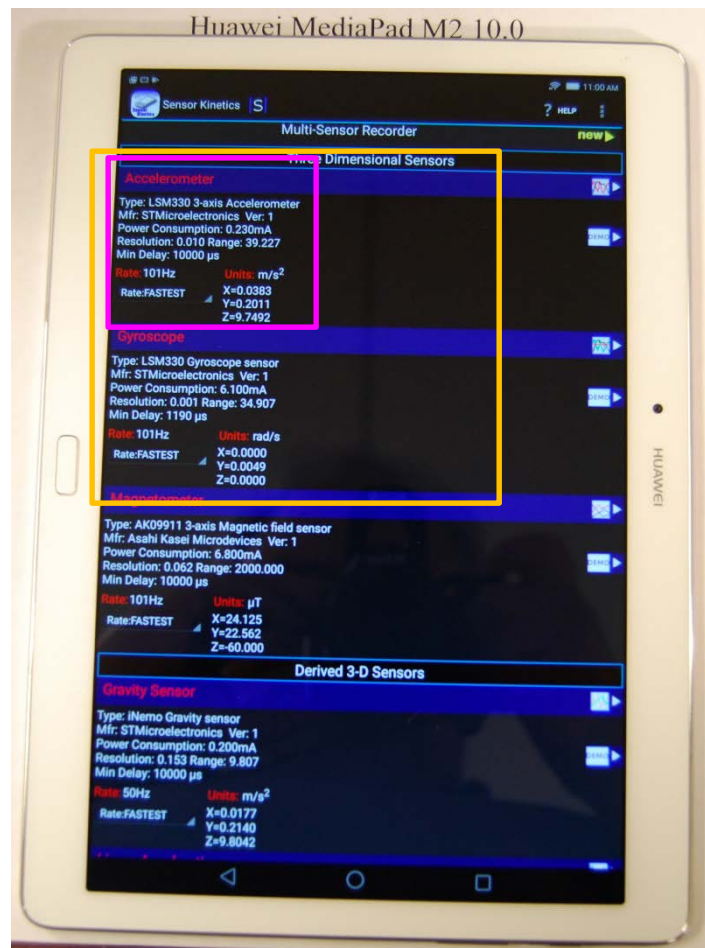 Huawei MediaPad M2 10.0
11:00 AM
Sensor Kinetics S
? HELP
Multi-Sensor Recorder
new
Three Dimensional Sensors
Accelerometer
Type: LSM330 3-axis Accelerometer
Mfr: STMicroelectronics Ver: 1
Power Consumption: 0.230mA
DEMO
Resolution: 0.010 Range: 39.227
Min Delay: 10000 µs
Rate: 101Hz Units: m/s²
Rate:FASTEST X=0.0383
Y=0.2011
Z=9.7492
Gyroscope
Type: LSM330 Gyroscope sensor
Mfr: STMicroelectronics Ver: 1
Power Consumption: 6.100mA
DEMO
Resolution: 0.001 Range: 34.907
Min Delay: 1190 µs
Rate: 101Hz Units: rad/s
Rate:FASTEST X=0.0000
Y=0.0049
Z=0.0000
HUAWEI
Magnetometer
Type: AK09911 3-axis Magnetic field sensor
Mfr: Asahi Kasei Microdevices Ver: 1
Power Consumption: 6.800mA
DEMO
Resolution: 0.062 Range: 2000.000
Min Delay: 10000 µs
Rate: 101Hz Units: µT
Rate:FASTEST X=24.125
Y=22.562
Z=-60.000
Derived 3-D Sensors
Gravity Sensor
Type: iNemo Gravity sensor
Mfr: STMicroelectronics Ver: 1
Power Consumption: 0.200mA
DEMO
Resolution: 0.153 Range: 9.807
Min Delay: 10000 µs
Rate: 50Hz Units: m/s²
Rate:FASTEST X=0.0177
Y=0.2140
Z=9.8042